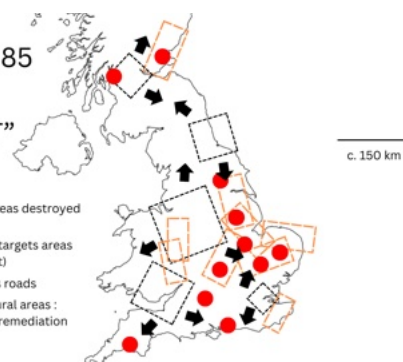 85
”
eas destroyed
c. 150 km
targets areas
t)
roads
ural areas :
remediation